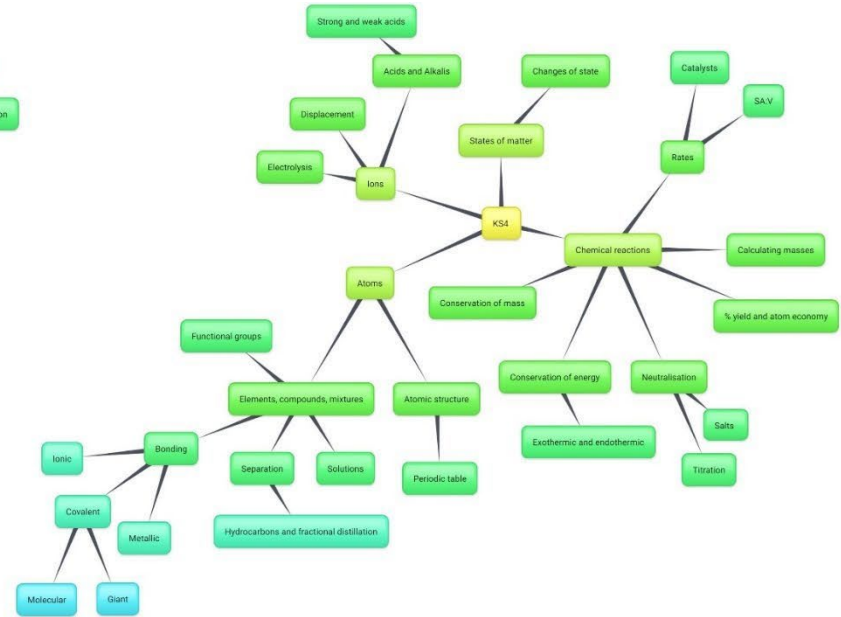 Strong and weak acids
Acids and Alkalis
Changes of state
Catalysts
SA:V
on
Displacement
States of matter
Rates
Electrolysis
Ions
KS4
Chemical reactions
Calculating masses
Atoms
Conservation of mass
% yield and atom economy
Functional groups
Conservation of energy
Neutralisation
Elements, compounds, mixtures
Atomic structure
Salts
Exothermic and endothermic
Bonding
Ionic
Separation
Solutions
Periodic table
Titration
Covalent
Metallic
Hydrocarbons and fractional distillation
Molecular
Giant